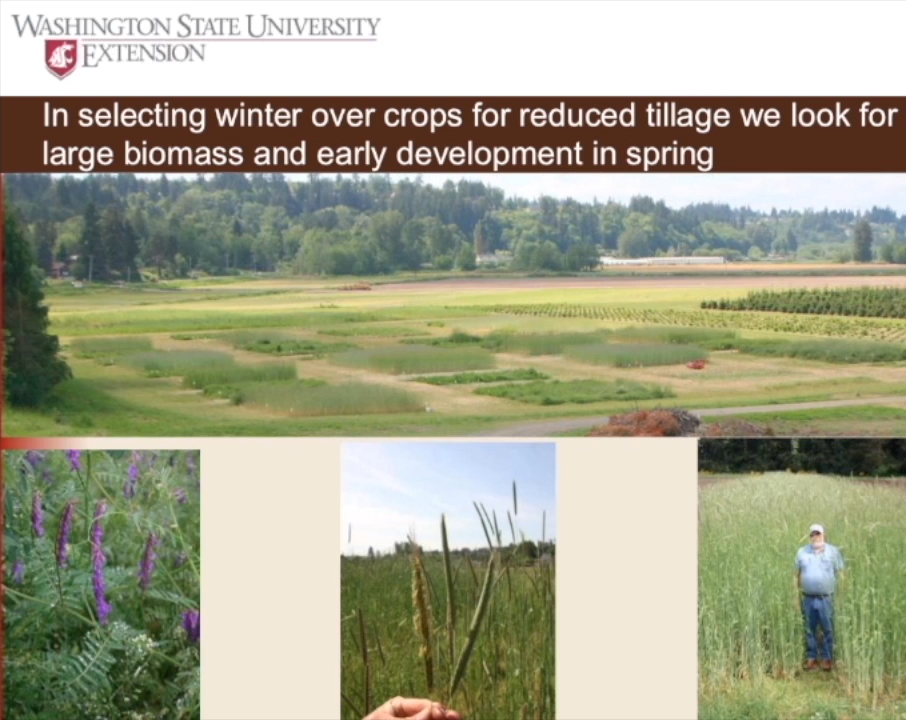 WASHINGTON STATE UNIVERSITY
EXTENSION
In selecting winter over crops for reduced tillage we look for
large biomass and early development in spring